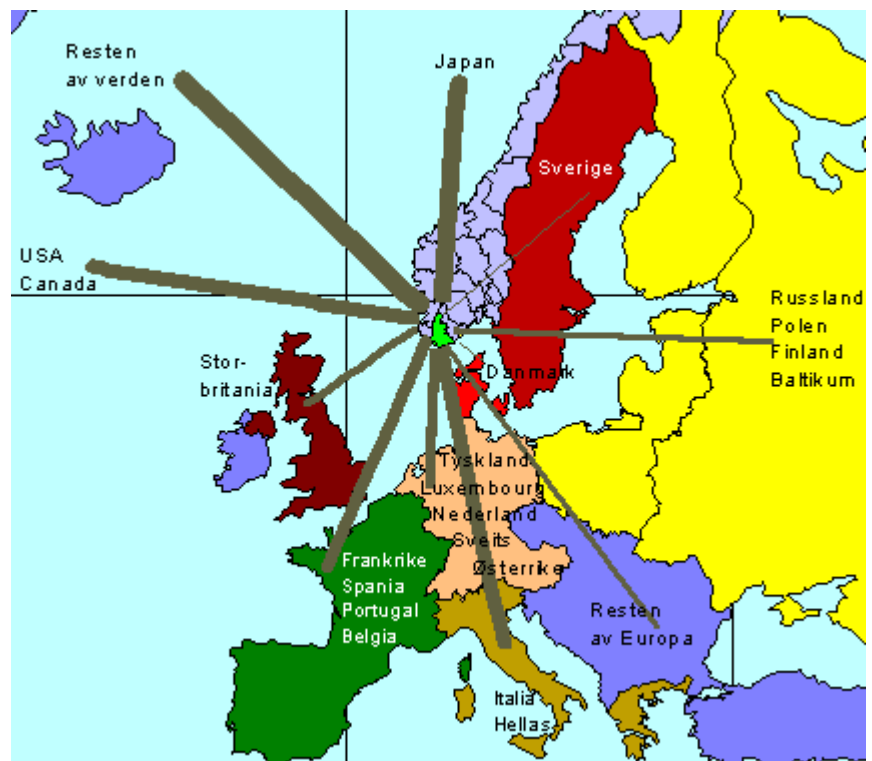 Resten
av verden
Japan
Sverige
USA
Canada
Russland
Polen
Finland
Baltikum
Stor-
britania
Danmaik
Tyskland
Luxembourg
Nederland
Sveits
Østerrike
Frankrike
Spania
Portugal
Belgia
Resten
av Europa
Italia
Hellas